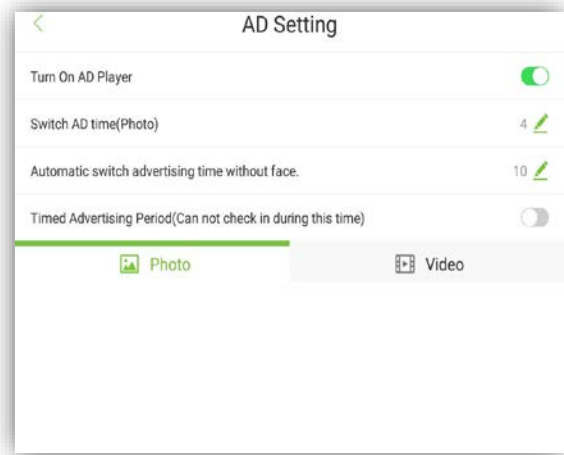 AD Setting
Turn On AD Player
Switch AD time(Photo) 4
Automatic switch advertising time without face. 10
Timed Advertising Period(Can not check in during this time)
Photo Video